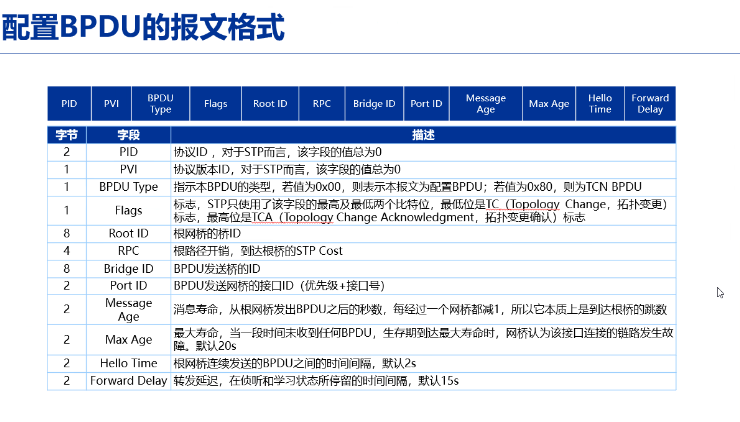 配置BPDU的报文格式
PID PVI BPDU Type Flags Root ID RPC Bridge ID Port ID Message Age Max Age Hello Time Forward Delay
字节 字段 描述
2 PID 协议ID，对于STP而言，该字段的值总为0
1 PVI 协议版本ID，对于STP而言，该字段的值总为0
1 BPDU Type 指示本BPDU的类型，若值为0x00，则表示本报文为配置BPDU；若值为0x80，则为TCN BPDU
1 Flags 标志，STP只使用了该字段的最高及最低两个比特位，最低位是TC（Topology Change，拓扑变更）
标志，最高位是TCA（Topology Change Acknowledgment，拓扑变更确认）标志
8 Root ID 根网桥的桥ID
4 RPC 根路径开销，到达根桥的STP Cost
8 Bridge ID BPDU发送桥的ID
2 Port ID BPDU发送网桥的接口ID（优先级+接口号）
2 Message Age 消息寿命，从根网桥发出BPDU之后的秒数，每经过一个网桥都减1，所以它本质上是到达根桥的跳数
2 Max Age 最大寿命，当一段时间未收到任何BPDU，生存期到达最大寿命时，网桥认为该接口连接的链路发生故
障。默认20s
2 Hello Time 根网桥连续发送的BPDU之间的时间间隔，默认2s
2 Forward Delay 转发延迟，在侦听和学习状态所停留的时间间隔，默认15s